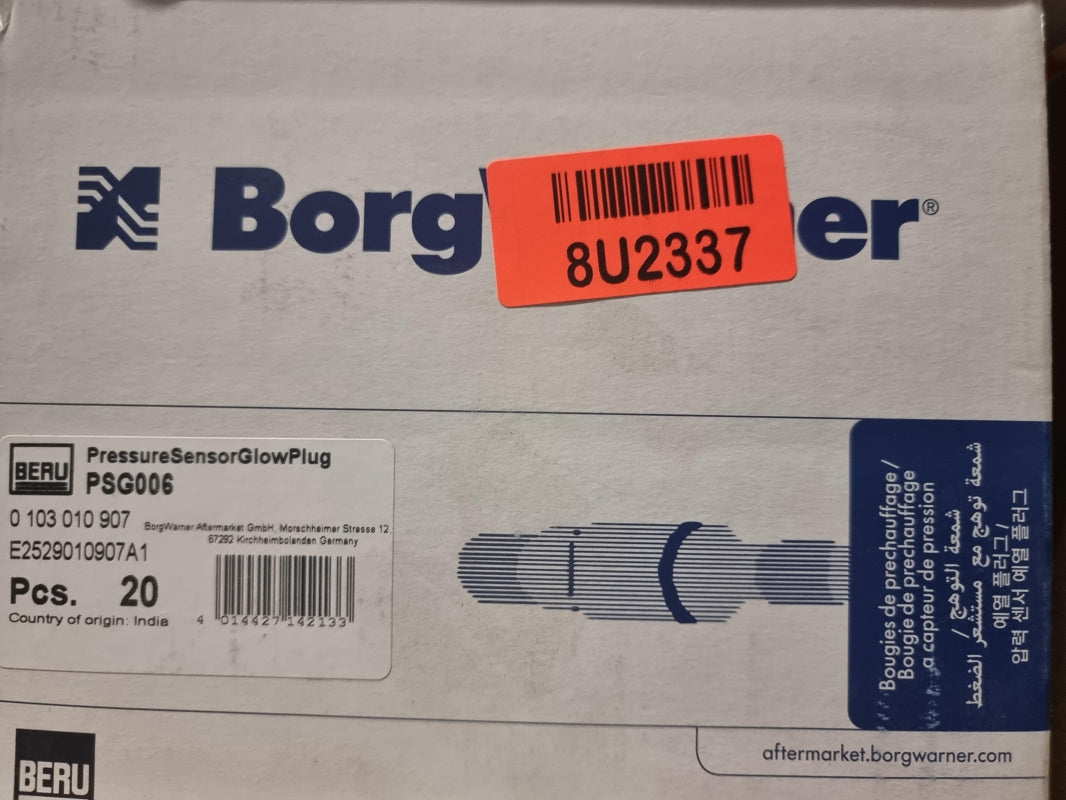 Borg
er®
8U2337
BERU
PressureSensorGlowPlug
PSG006
0 103 010 907
BorgWarner Aftermarket GmbH, Morschheimer Strasse 12,
67292 Kirchheimbolanden Germany
E2529010907A1
Pcs. 20
Country of origin: India
4 014427 142133
Bougies de prechauffage /
Bougie de prechauffage
a capteur de pression
شمعة التوهج /
شمعة توهج مع مستشعر الضغط
예열 플러그 /
압력 센서 예열 플러그
BERU
aftermarket.borgwarner.com